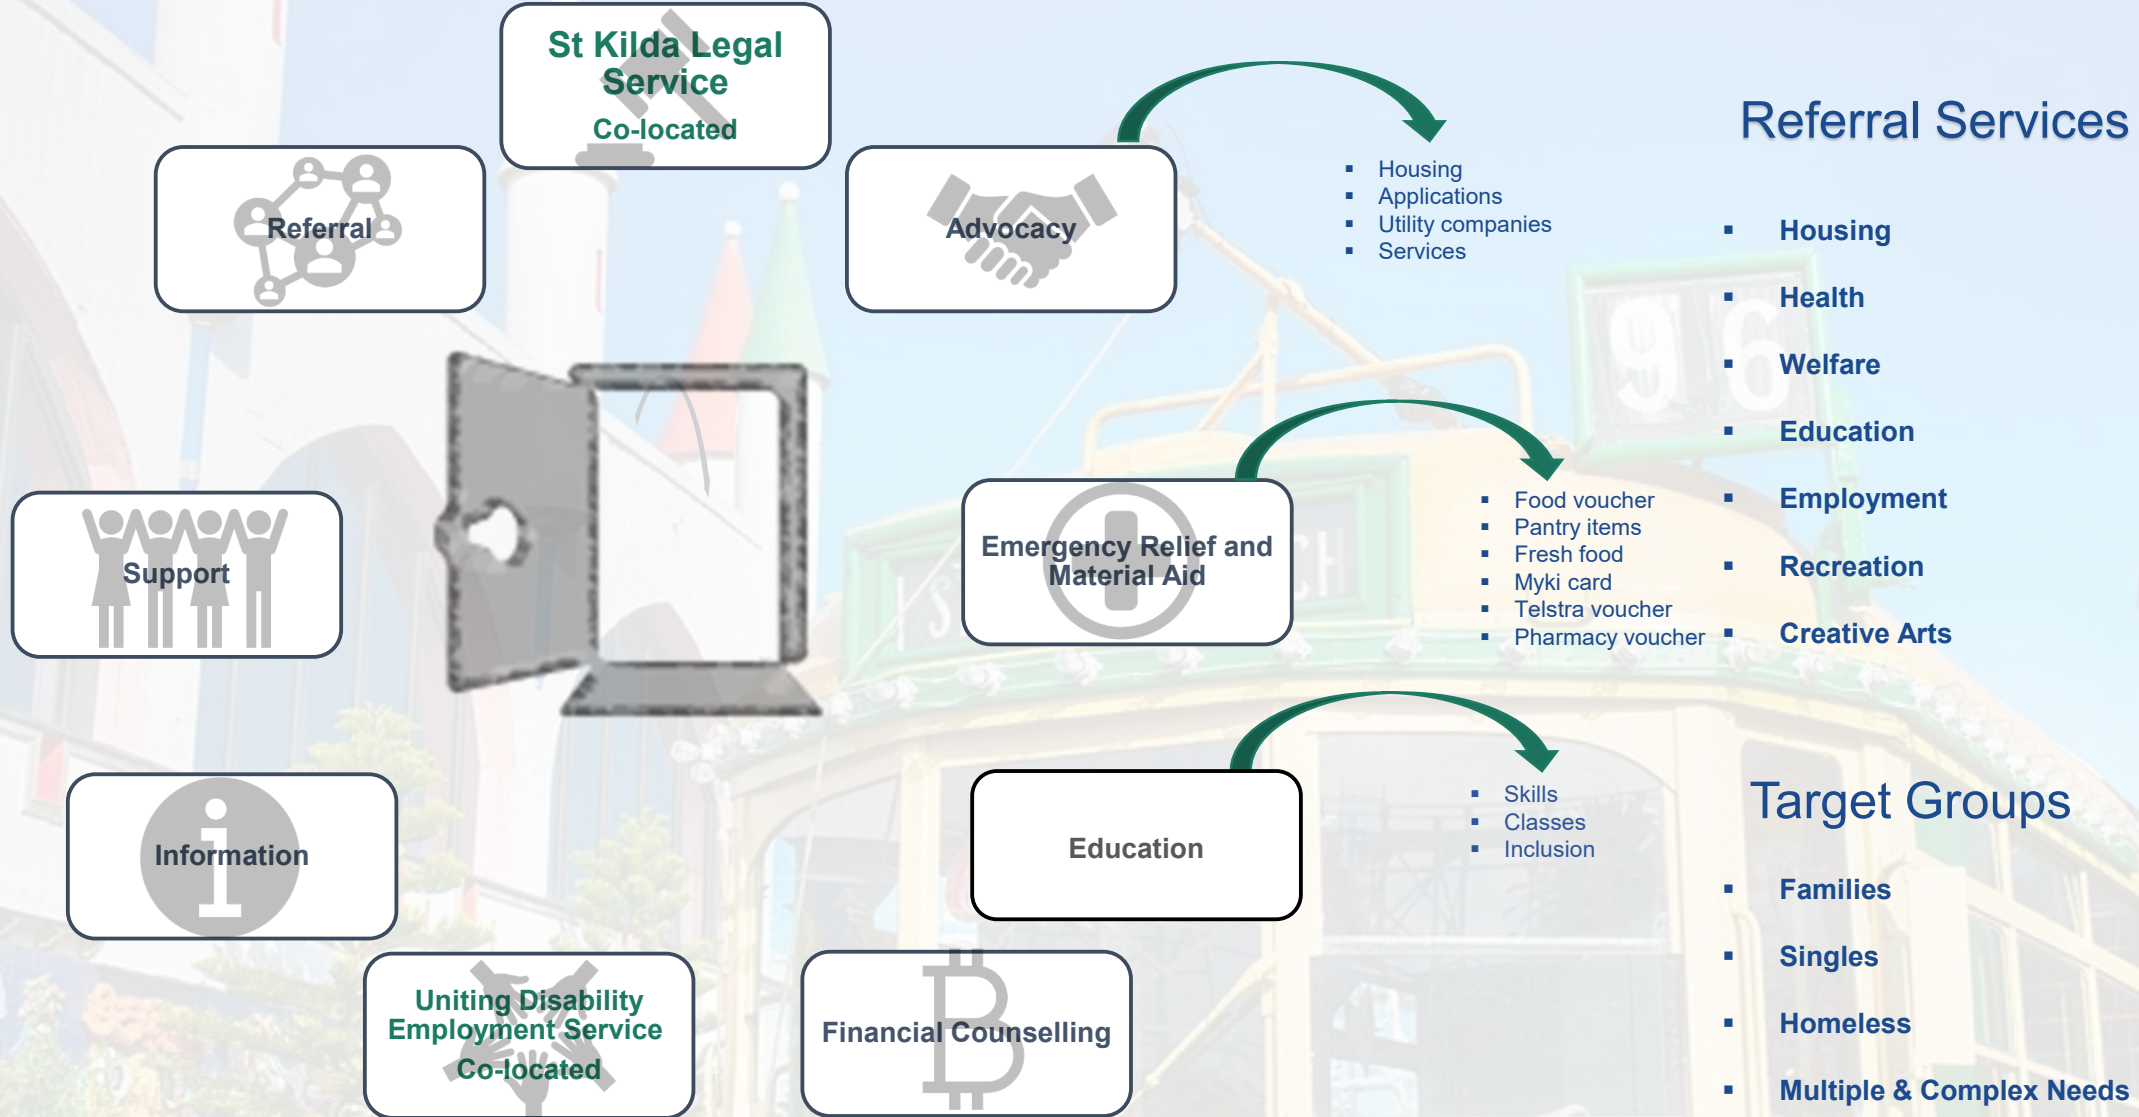 St Kilda Legal
Service
Co-located
Referral
Advocacy
Housing
Applications
Utility companies
Services
Support
Emergency Relief and
Material Aid
Food voucher
Pantry items
Fresh food
Myki card
Telstra voucher
Pharmacy voucher
Information
Education
Skills
Classes
Inclusion
Uniting Disability
Employment Service
Co-located
Financial Counselling
Referral Services
Housing
Health
Welfare
Education
Employment
Recreation
Creative Arts
Target Groups
Families
Singles
Homeless
Multiple & Complex Needs
96